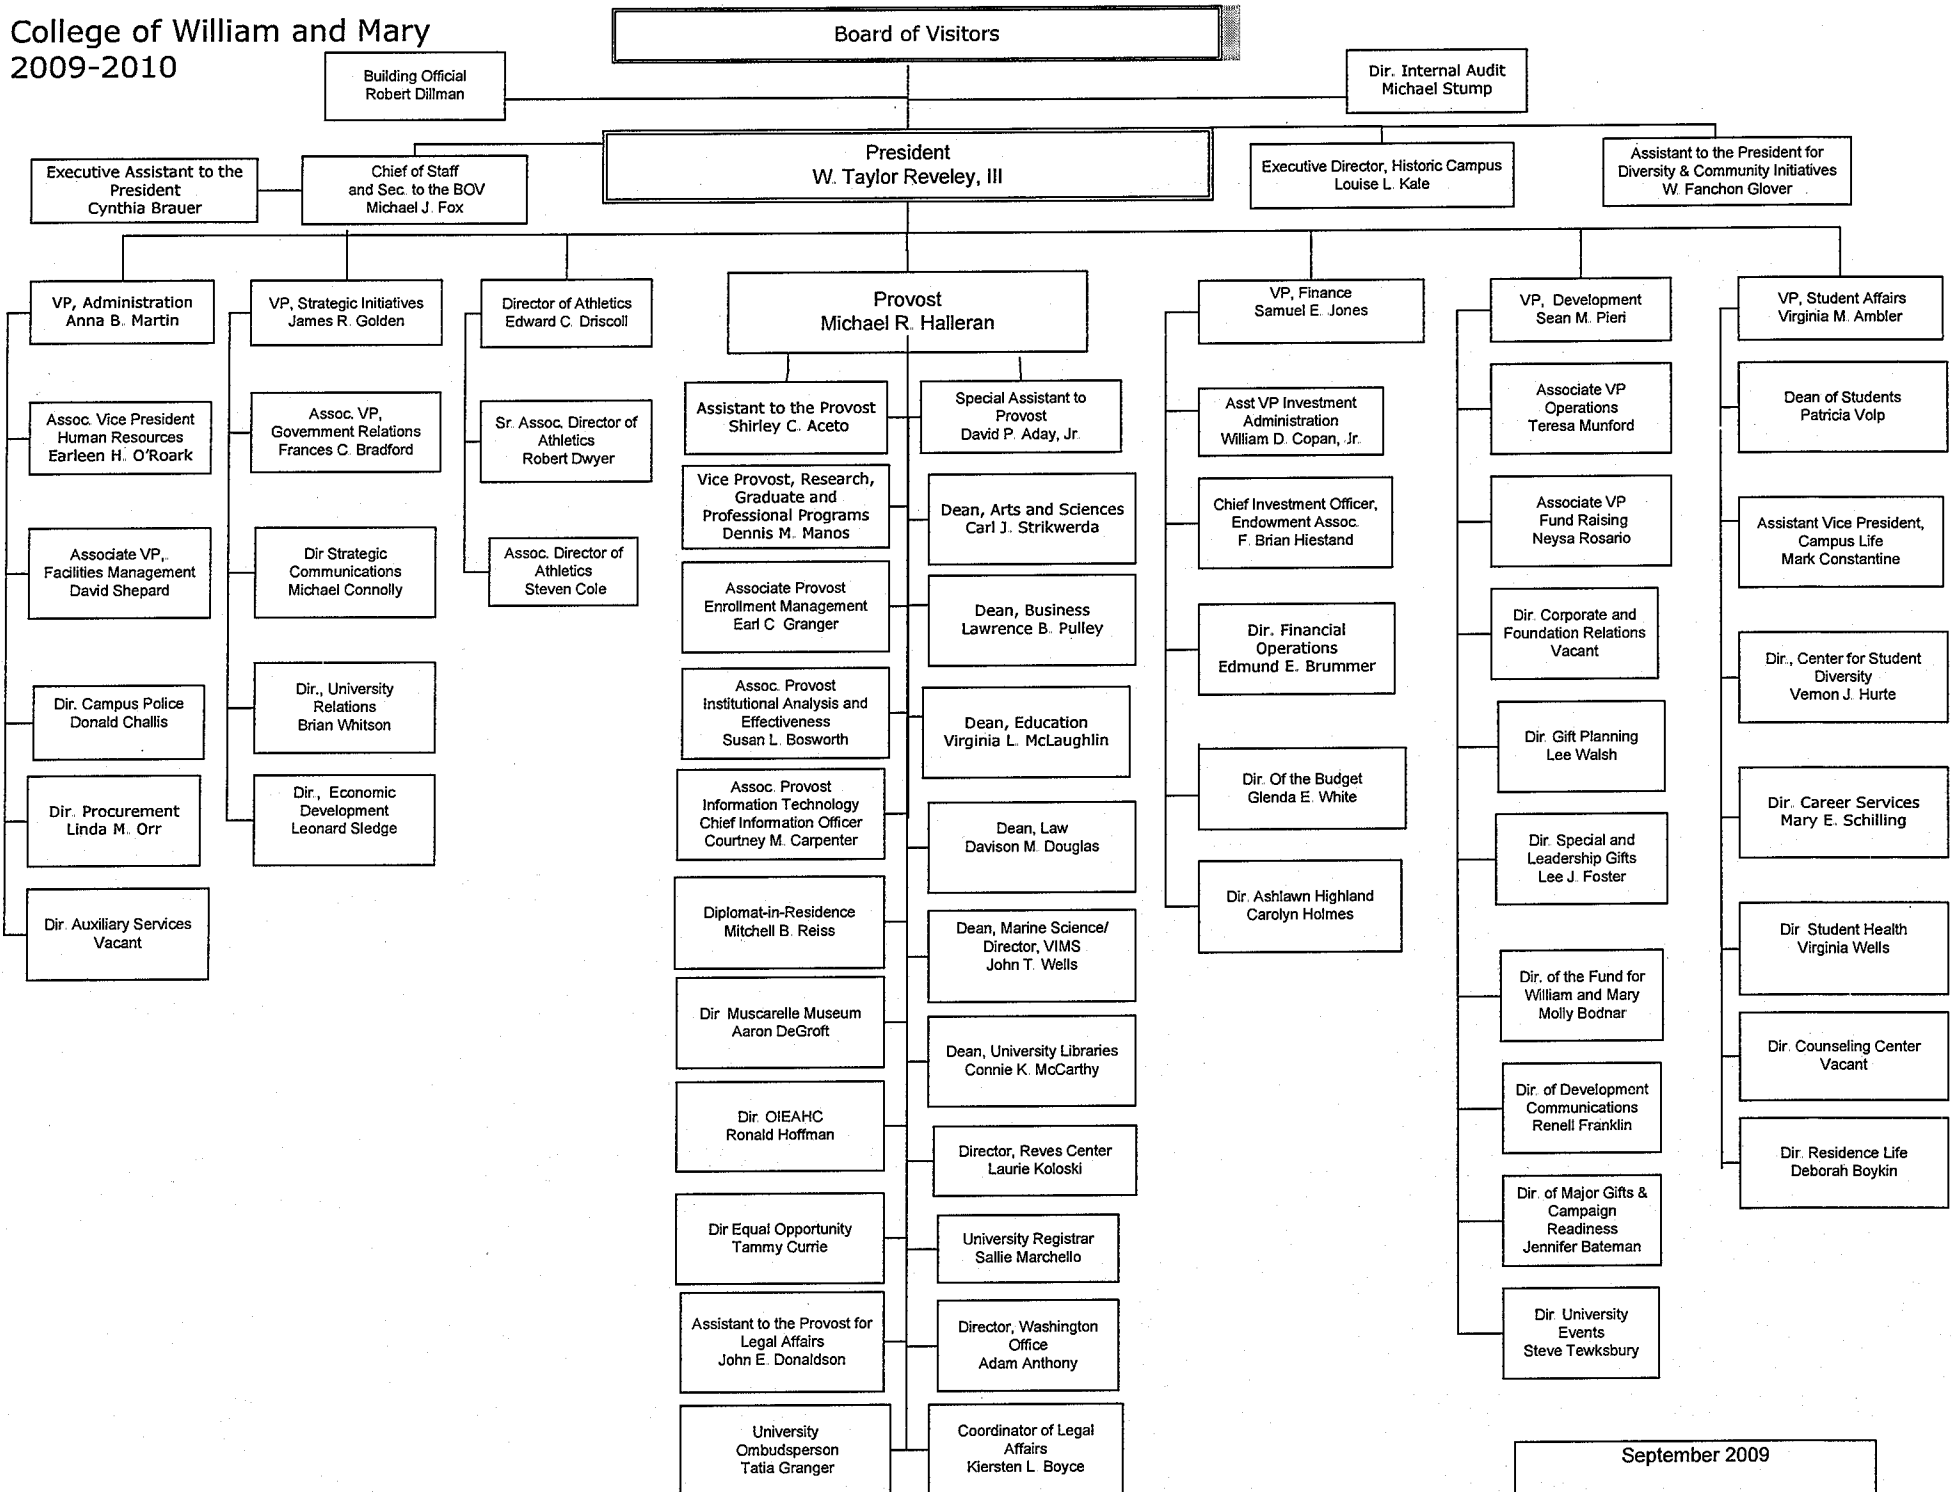 College of William and Mary
2009-2010
Board of Visitors
Building Official
Robert Dillman
Dir. Internal Audit
Michael Stump
President
W. Taylor Reveley, III
Executive Assistant to the
President
Cynthia Brauer
Chief of Staff
and Sec. to the BOV
Michael J. Fox
Executive Director, Historic Campus
Louise L. Kale
Assistant to the President for
Diversity & Community Initiatives
W. Fanchon Glover
VP, Administration
Anna B. Martin
Assoc. Vice President
Human Resources
Earleen H. O'Roark
Associate VP,
Facilities Management
David Shepard
Dir. Campus Police
Donald Challis
Dir. Procurement
Linda M. Orr
Dir. Auxiliary Services
Vacant
VP, Strategic Initiatives
James R. Golden
Assoc. VP,
Government Relations
Frances C. Bradford
Dir Strategic
Communications
Michael Connolly
Dir., University
Relations
Brian Whitson
Dir., Economic
Development
Leonard Sledge
Director of Athletics
Edward C. Driscoll
Sr. Assoc. Director of
Athletics
Robert Dwyer
Assoc. Director of
Athletics
Steven Cole
Provost
Michael R. Halleran
Assistant to the Provost
Shirley C. Aceto
Special Assistant to
Provost
David P. Aday, Jr.
Vice Provost, Research,
Graduate and
Professional Programs
Dennis M. Manos
Dean, Arts and Sciences
Carl J. Strikwerda
Associate Provost
Enrollment Management
Earl C Granger
Dean, Business
Lawrence B. Pulley
Assoc. Provost
Institutional Analysis and
Effectiveness
Susan L. Bosworth
Dean, Education
Virginia L. McLaughlin
Assoc. Provost
Information Technology
Chief Information Officer
Courtney M. Carpenter
Dean, Law
Davison M. Douglas
Diplomat-in-Residence
Mitchell B. Reiss
Dean, Marine Science/
Director, VIMS
John T. Wells
Dir Muscarelle Museum
Aaron DeGroft
Dean, University Libraries
Connie K. McCarthy
Dir. OIEAHC
Ronald Hoffman
Director, Reves Center
Laurie Koloski
Dir Equal Opportunity
Tammy Currie
University Registrar
Sallie Marchello
Assistant to the Provost for
Legal Affairs
John E. Donaldson
Director, Washington
Office
Adam Anthony
University
Ombudsperson
Tatia Granger
Coordinator of Legal
Affairs
Kiersten L. Boyce
VP, Finance
Samuel E. Jones
Asst VP Investment
Administration
William D. Copan, Jr.
Chief Investment Officer,
Endowment Assoc.
F. Brian Hiestand
Dir. Financial
Operations
Edmund E. Brummer
Dir. Of the Budget
Glenda E. White
Dir. Ashlawn Highland
Carolyn Holmes
VP, Development
Sean M. Pieri
Associate VP
Operations
Teresa Munford
Associate VP
Fund Raising
Neysa Rosario
Dir. Corporate and
Foundation Relations
Vacant
Dir. Gift Planning
Lee Walsh
Dir. Special and
Leadership Gifts
Lee J. Foster
Dir. of the Fund for
William and Mary
Molly Bodnar
Dir. of Development
Communications
Renell Franklin
Dir. of Major Gifts &
Campaign
Readiness
Jennifer Bateman
Dir. University
Events
Steve Tewksbury
VP, Student Affairs
Virginia M. Ambler
Dean of Students
Patricia Volp
Assistant Vice President,
Campus Life
Mark Constantine
Dir., Center for Student
Diversity
Vernon J. Hurte
Dir. Career Services
Mary E. Schilling
Dir Student Health
Virginia Wells
Dir. Counseling Center
Vacant
Dir. Residence Life
Deborah Boykin
September 2009